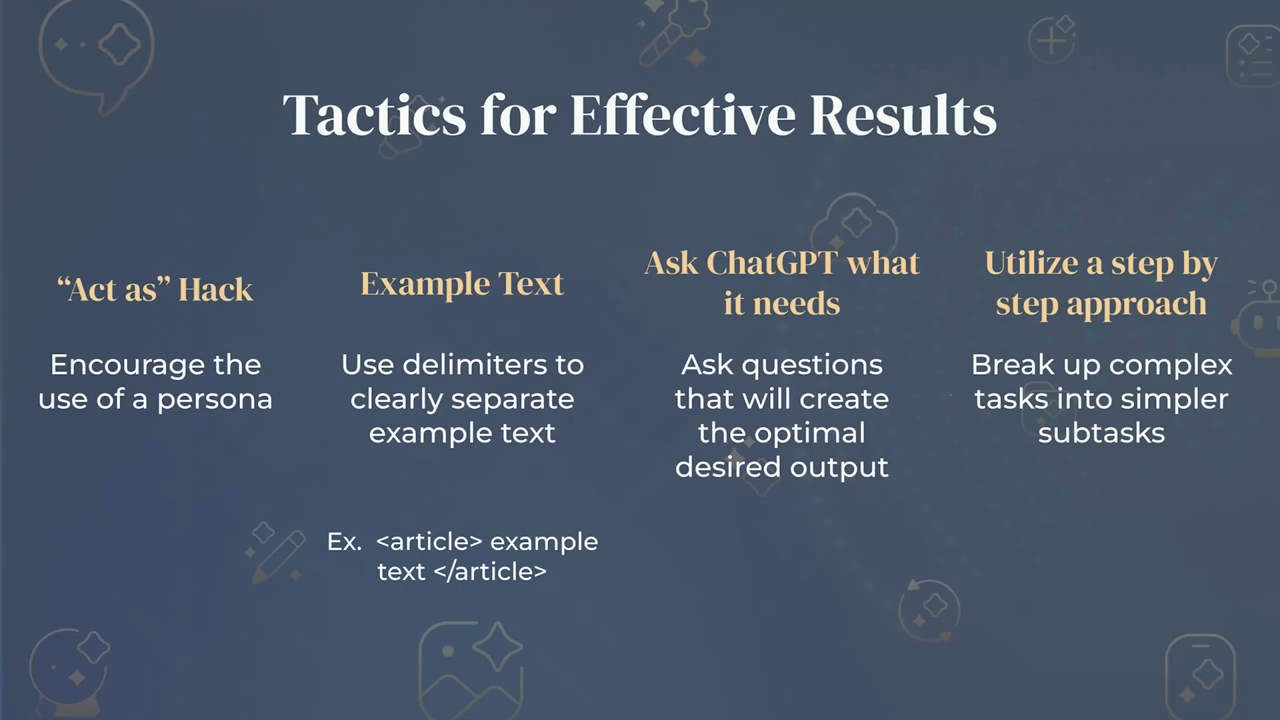 Tactics for Effective Results
“Act as” Hack
Encourage the
use of a persona
Example Text
Use delimiters to
clearly separate
example text
Ex. <article> example
text </article>
Ask ChatGPT what
it needs
Ask questions
that will create
the optimal
desired output
Utilize a step by
step approach
Break up complex
tasks into simpler
subtasks